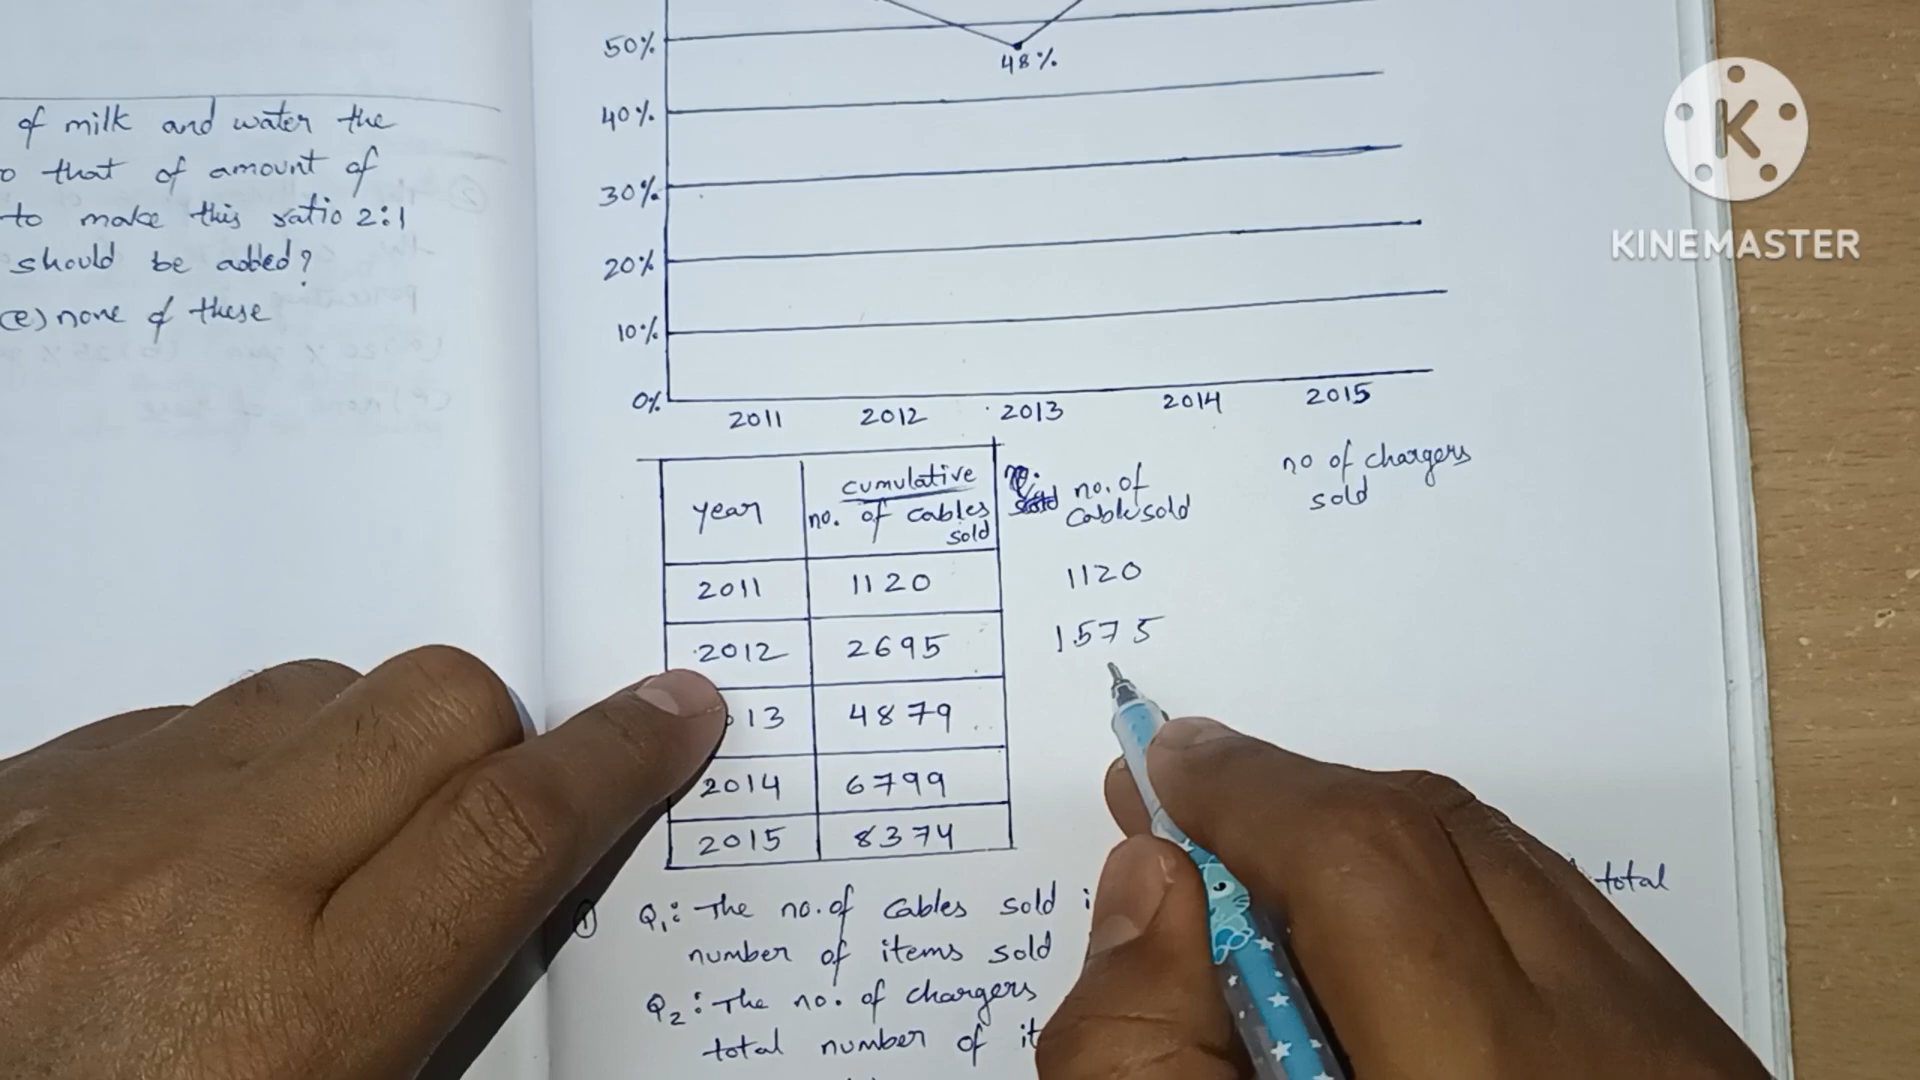 of milk and water the
that of amount of
to make this ratio 2:1
should be added?
(e) none of these
50%
48%
40%
30%
20%
10%
0%
2011 2012 2013 2014 2015
year
cumulative
no. of cables
sold
no. of
cable sold
no of chargers
sold
2011 1120 1120
2012 2695 1575
13 4879
2014 6799
2015 8374
Q1: The no. of cables sold
total
number of items sold
Q2: The no. of chargers
total number of
K
KINEMASTER